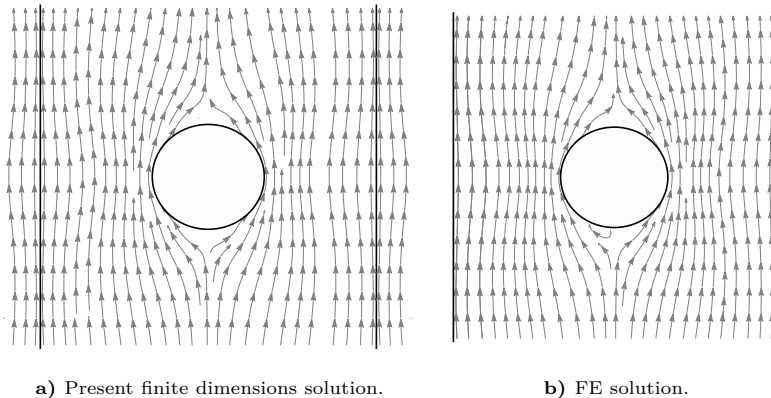 a) Present finite dimensions solution.
b) FE solution.